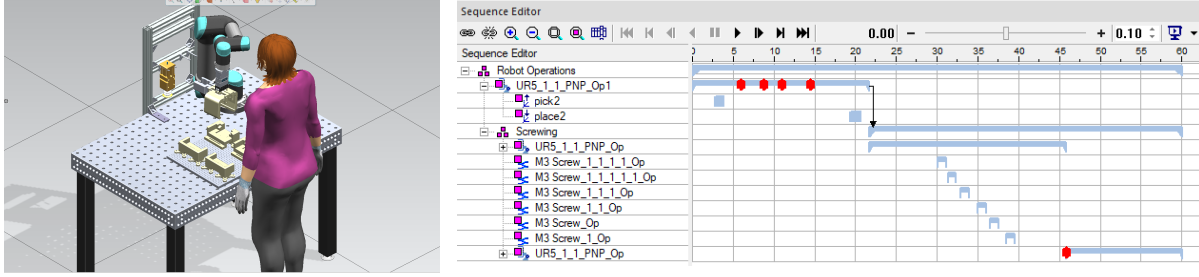 Sequence Editor
0.00 − + 0.10
Sequence Editor 0 5 10 15 20 25 30 35 40 45 50 55 60
Robot Operations
UR5_1_1_PNP_Op1
pick2
place2
Screwing
UR5_1_1_PNP_Op
M3 Screw_1_1_1_1_Op
M3 Screw_1_1_1_1_1_Op
M3 Screw_1_1_1_Op
M3 Screw_1_1_Op
M3 Screw_Op
M3 Screw_1_Op
UR5_1_1_PNP_Op